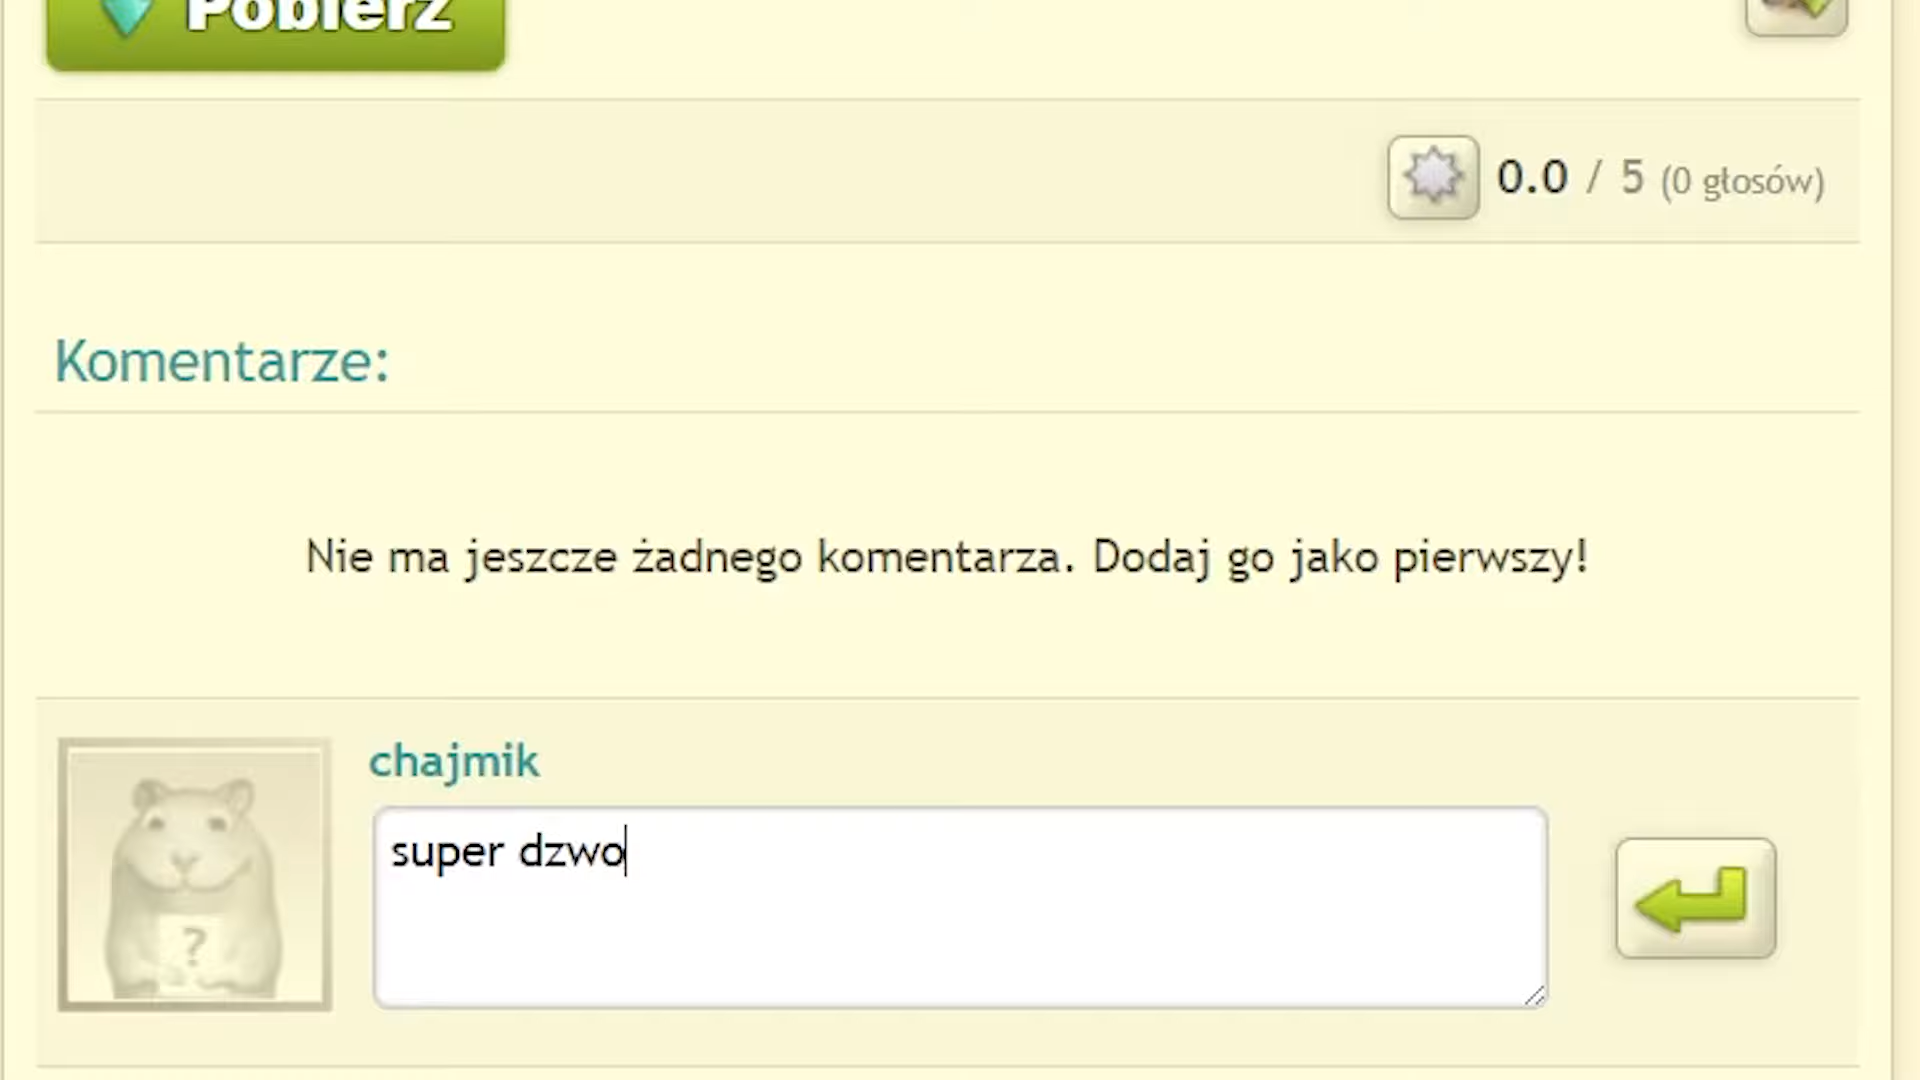 Pobierz
0.0 / 5 (0 głosów)
Komentarze:
Nie ma jeszcze żadnego komentarza. Dodaj go jako pierwszy!
chajmik
super dzwo
?